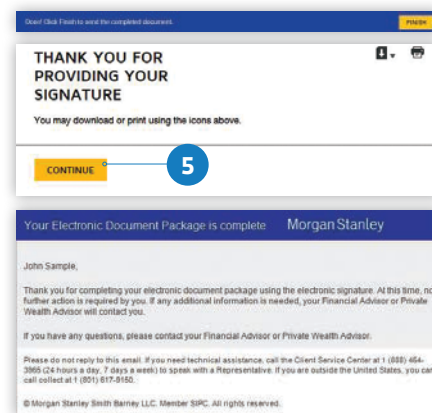 Done! Click Finish to send the completed document.
FINISH
THANK YOU FOR
PROVIDING YOUR
SIGNATURE
You may download or print using the icons above.
CONTINUE
5
Your Electronic Document Package is complete
Morgan Stanley
John Sample,
Thank you for completing your electronic document package using the electronic signature. At this time, no
further action is required by you. If any additional information is needed, your Financial Advisor or Private
Wealth Advisor will contact you.
If you have any questions, please contact your Financial Advisor or Private Wealth Advisor.
Please do not reply to this email. If you need technical assistance, call the Client Service Center at 1 (888) 454-
3965 (24 hours a day, 7 days a week) to speak with a Representative. If you are outside the United States, you can
call collect at 1 (801) 617-9150.
© Morgan Stanley Smith Barney LLC. Member SIPC. All rights reserved.